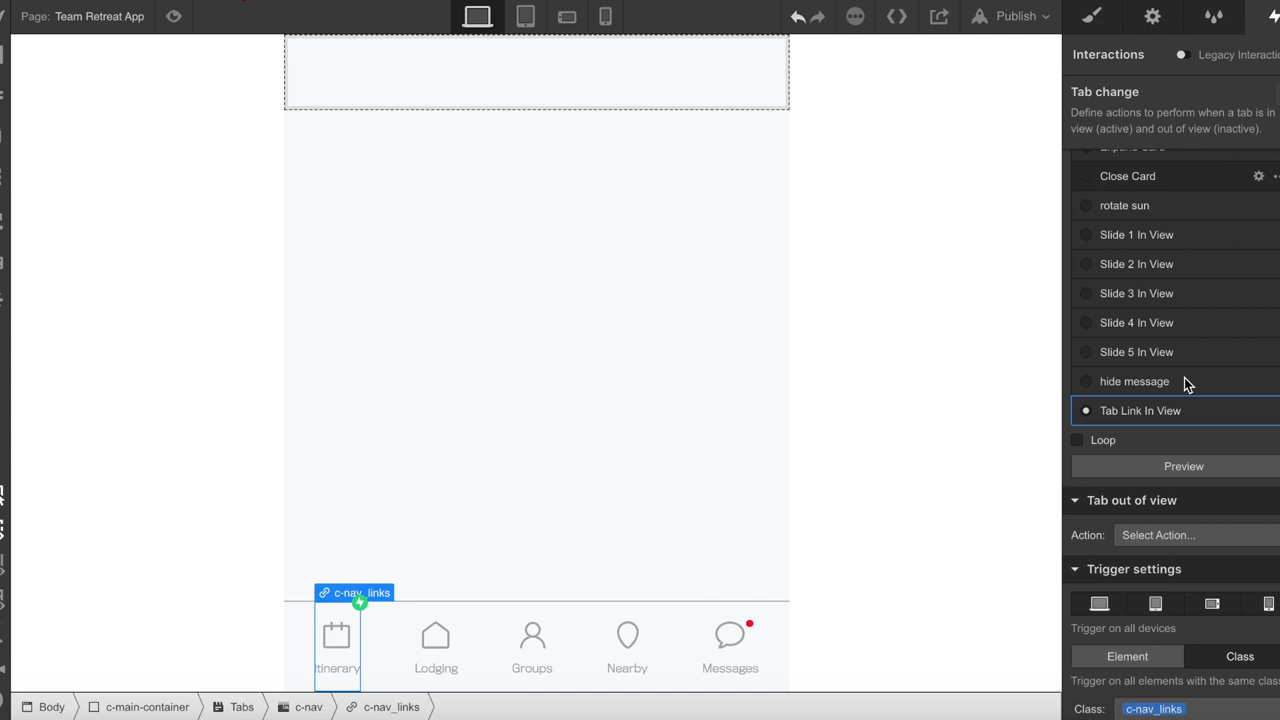 Page: Team Retreat App
Publish
Interactions
Legacy Interactio
Tab change
Define actions to perform when a tab is in
view (active) and out of view (inactive).
Close Card
rotate sun
Slide 1 In View
Slide 2 In View
Slide 3 In View
Slide 4 In View
Slide 5 In View
hide message
Tab Link In View
Loop
Preview
Tab out of view
Action: Select Action...
Trigger settings
Trigger on all devices
Element Class
Trigger on all elements with the same class
Class: c-nav_links
c-nav_links
Itinerary Lodging Groups Nearby Messages
Body c-main-container Tabs c-nav c-nav_links